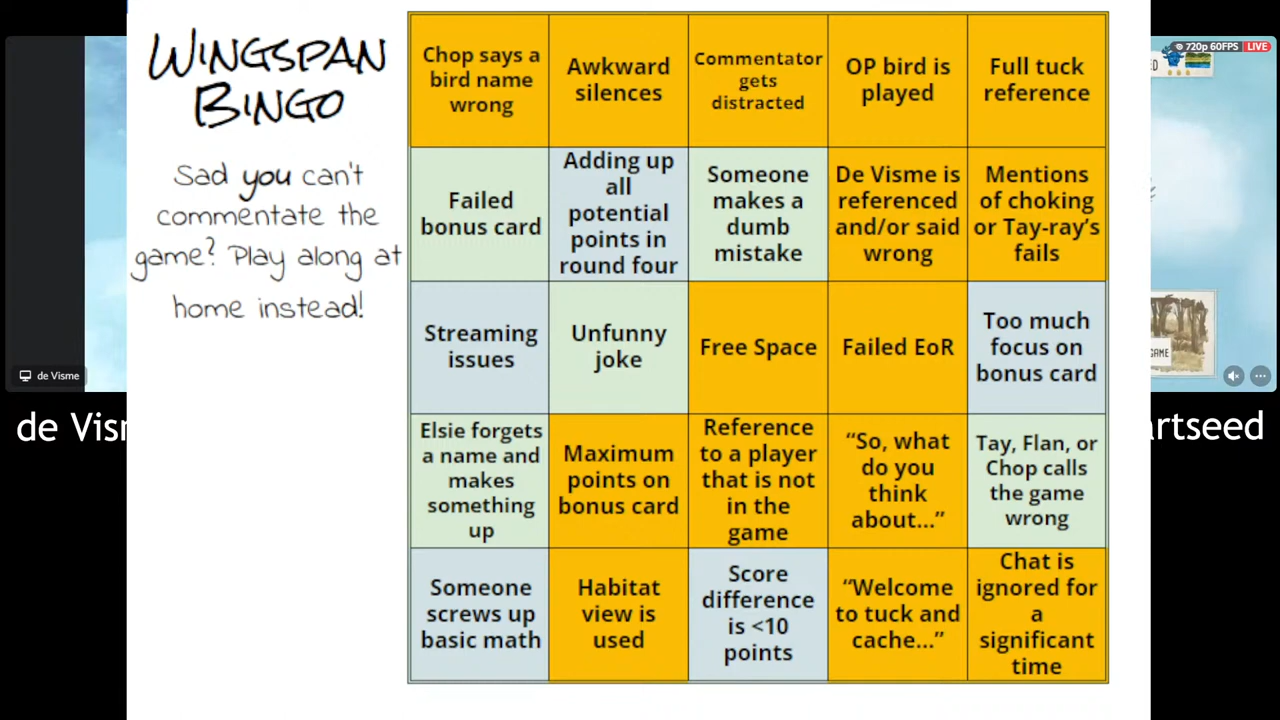 WINGSPAN
BINGO
Sad you can't
commentate the
game? Play along at
home instead!
Chop says a
bird name
wrong
Awkward
silences
Commentator
gets
distracted
OP bird is
played
Full tuck
reference
Failed
bonus card
Adding up
all
potential
points in
round four
Someone
makes a
dumb
mistake
De Visme is
referenced
and/or said
wrong
Mentions
of choking
or Tay-ray's
fails
Streaming
issues
Unfunny
joke
Free Space
Failed EoR
Too much
focus on
bonus card
Elsie forgets
a name and
makes
something
up
Maximum
points on
bonus card
Reference
to a player
that is not
in the
game
“So, what
do you
think
about...”
Tay, Flan, or
Chop calls
the game
wrong
Someone
screws up
basic math
Habitat
view is
used
Score
difference
is <10
points
“Welcome
to tuck and
cache...”
Chat is
ignored for
a
significant
time
de Visme
de Visn
720p 60FPS LIVE
ED
GAME
artseed